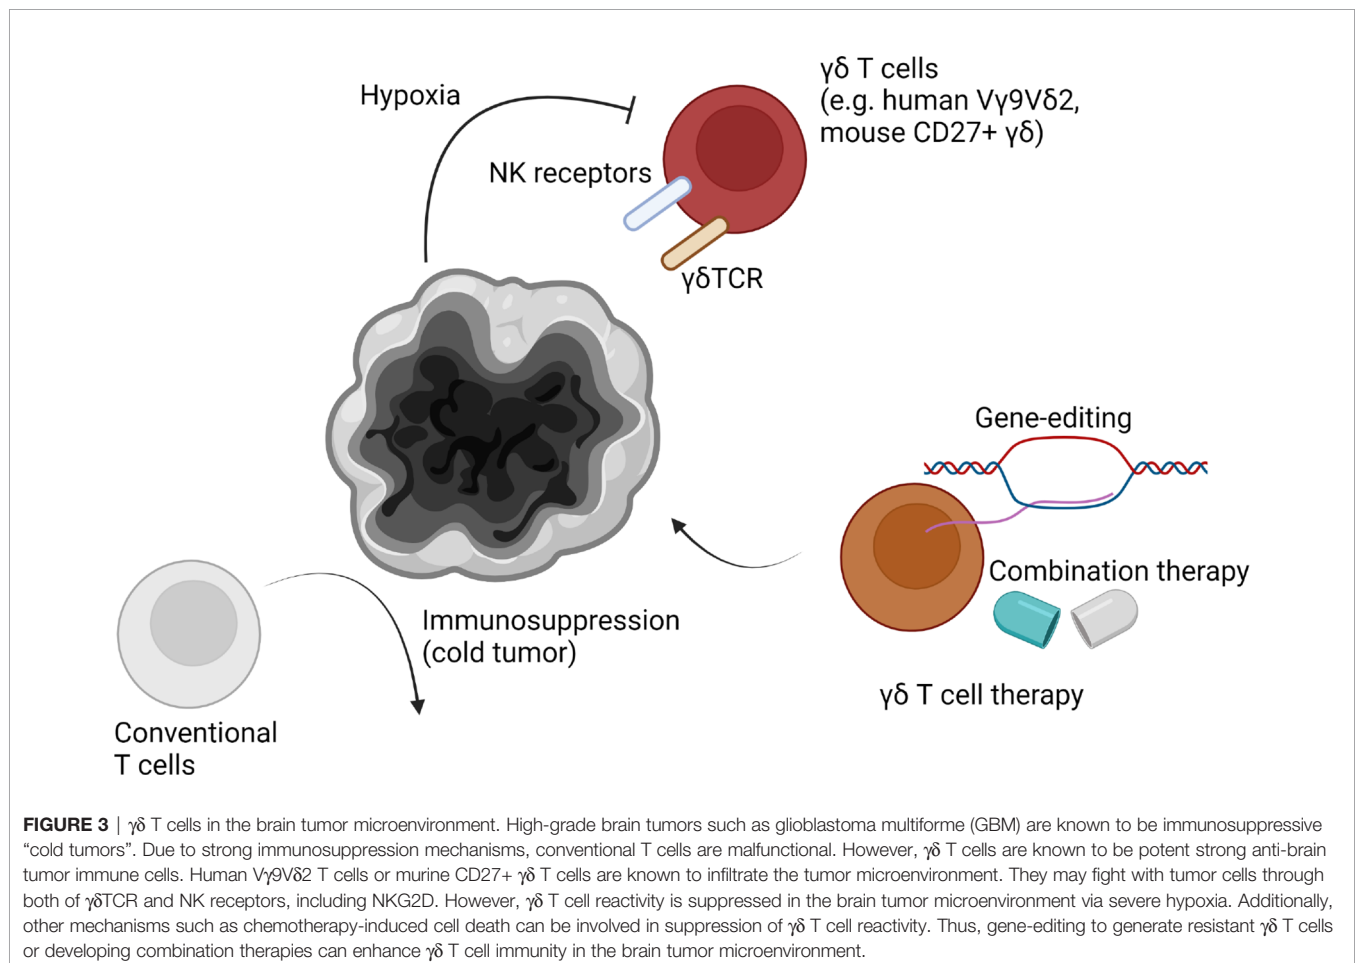 Hypoxia
γδ T cells
(e.g. human Vγ9Vδ2,
mouse CD27+ γδ)
NK receptors
γδTCR
Gene-editing
Combination therapy
γδ T cell therapy
Immunosuppression
(cold tumor)
Conventional
T cells
FIGURE 3 | γδ T cells in the brain tumor microenvironment. High-grade brain tumors such as glioblastoma multiforme (GBM) are known to be immunosuppressive
“cold tumors”. Due to strong immunosuppression mechanisms, conventional T cells are malfunctional. However, γδ T cells are known to be potent strong anti-brain
tumor immune cells. Human Vγ9Vδ2 T cells or murine CD27+ γδ T cells are known to infiltrate the tumor microenvironment. They may fight with tumor cells through
both of γδTCR and NK receptors, including NKG2D. However, γδ T cell reactivity is suppressed in the brain tumor microenvironment via severe hypoxia. Additionally,
other mechanisms such as chemotherapy-induced cell death can be involved in suppression of γδ T cell reactivity. Thus, gene-editing to generate resistant γδ T cells
or developing combination therapies can enhance γδ T cell immunity in the brain tumor microenvironment.